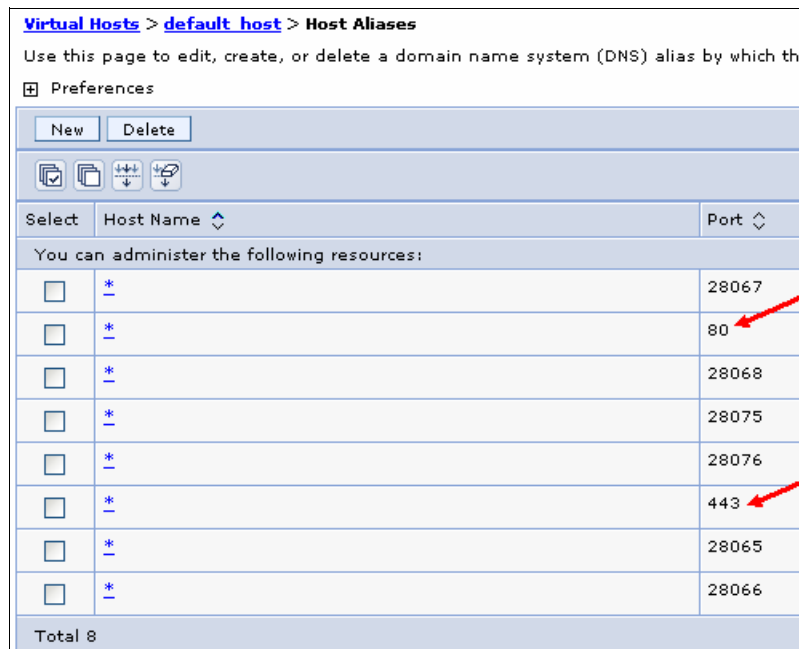 Virtual Hosts > default_host > Host Aliases
Use this page to edit, create, or delete a domain name system (DNS) alias by which th
Preferences
New Delete
Select Host Name Port
You can administer the following resources:
* 28067
* 80
* 28068
* 28075
* 28076
* 443
* 28065
* 28066
Total 8